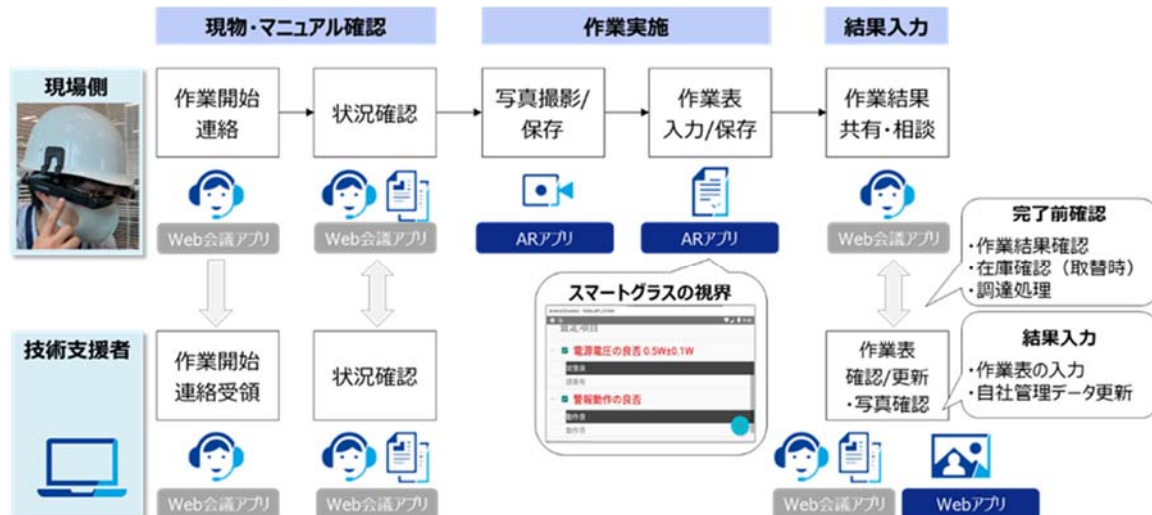 現物・マニュアル確認
作業実施
結果入力
現場側
作業開始
連絡
状況確認
写真撮影/
保存
作業表
入力/保存
作業結果
共有・相談
Web会議アプリ
Web会議アプリ
ARアプリ
ARアプリ
Web会議アプリ
完了前確認
・作業結果確認
・在庫確認（取替時）
・調達処理
スマートグラスの視界
電源電圧の良否 0.5W±0.1W
警報動作の良否
技術支援者
作業開始
連絡受領
状況確認
作業表
確認/更新
・写真確認
結果入力
・作業表の入力
・自社管理データ更新
Web会議アプリ
Web会議アプリ
Web会議アプリ
Webアプリ